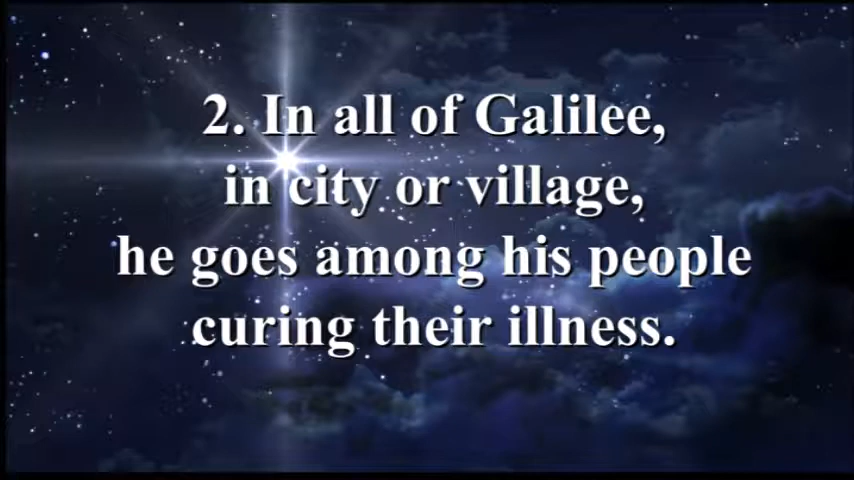 2. In all of Galilee,
in city or village,
he goes among his people
curing their illness.